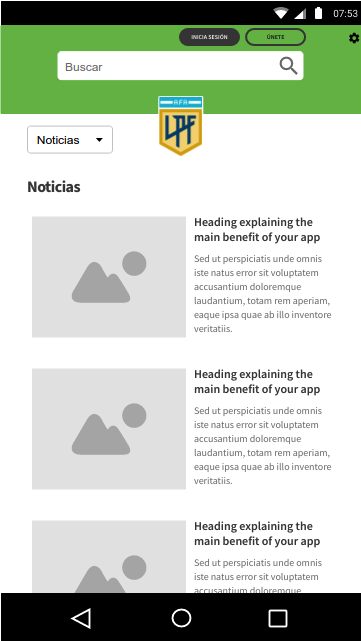 07:53
INICIA SESIÓN
ÚNETE
Buscar
AFA
LPF
Noticias
Noticias
Heading explaining the
main benefit of your app
Sed ut perspiciatis unde omnis
iste natus error sit voluptatem
accusantium doloremque
laudantium, totam rem aperiam,
eaque ipsa quae ab illo inventore
veritatiis.
Heading explaining the
main benefit of your app
Sed ut perspiciatis unde omnis
iste natus error sit voluptatem
accusantium doloremque
laudantium, totam rem aperiam,
eaque ipsa quae ab illo inventore
veritatiis.
Heading explaining the
main benefit of your app
Sed ut perspiciatis unde omnis
iste natus error sit voluptatem
accusantium doloremque